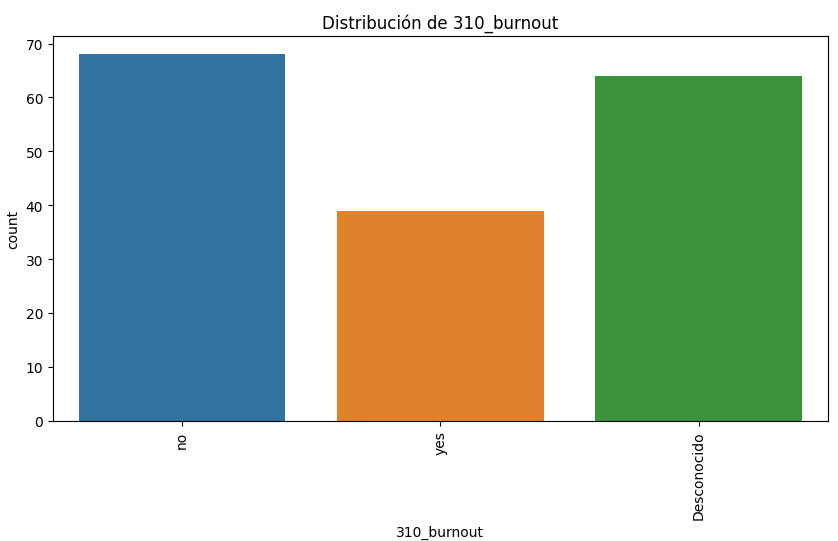 Distribución de 310_burnout
70
60
50
40
30
20
10
0
count
no
yes
Desconocido
310_burnout